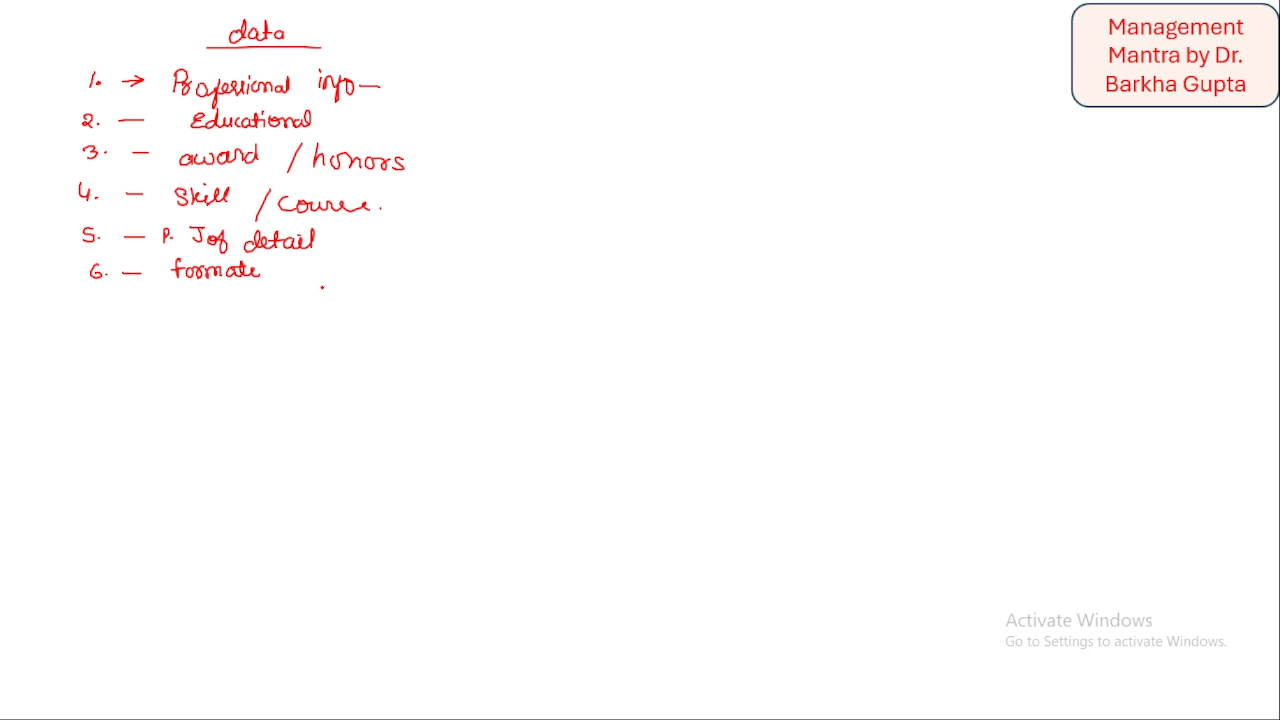 data
1. → Professional info —
2. — Educational
3. — award / honors
4. — Skill / Course.
5. — P. Job detail
6. — formate
Management
Mantra by Dr.
Barkha Gupta
Activate Windows
Go to Settings to activate Windows.